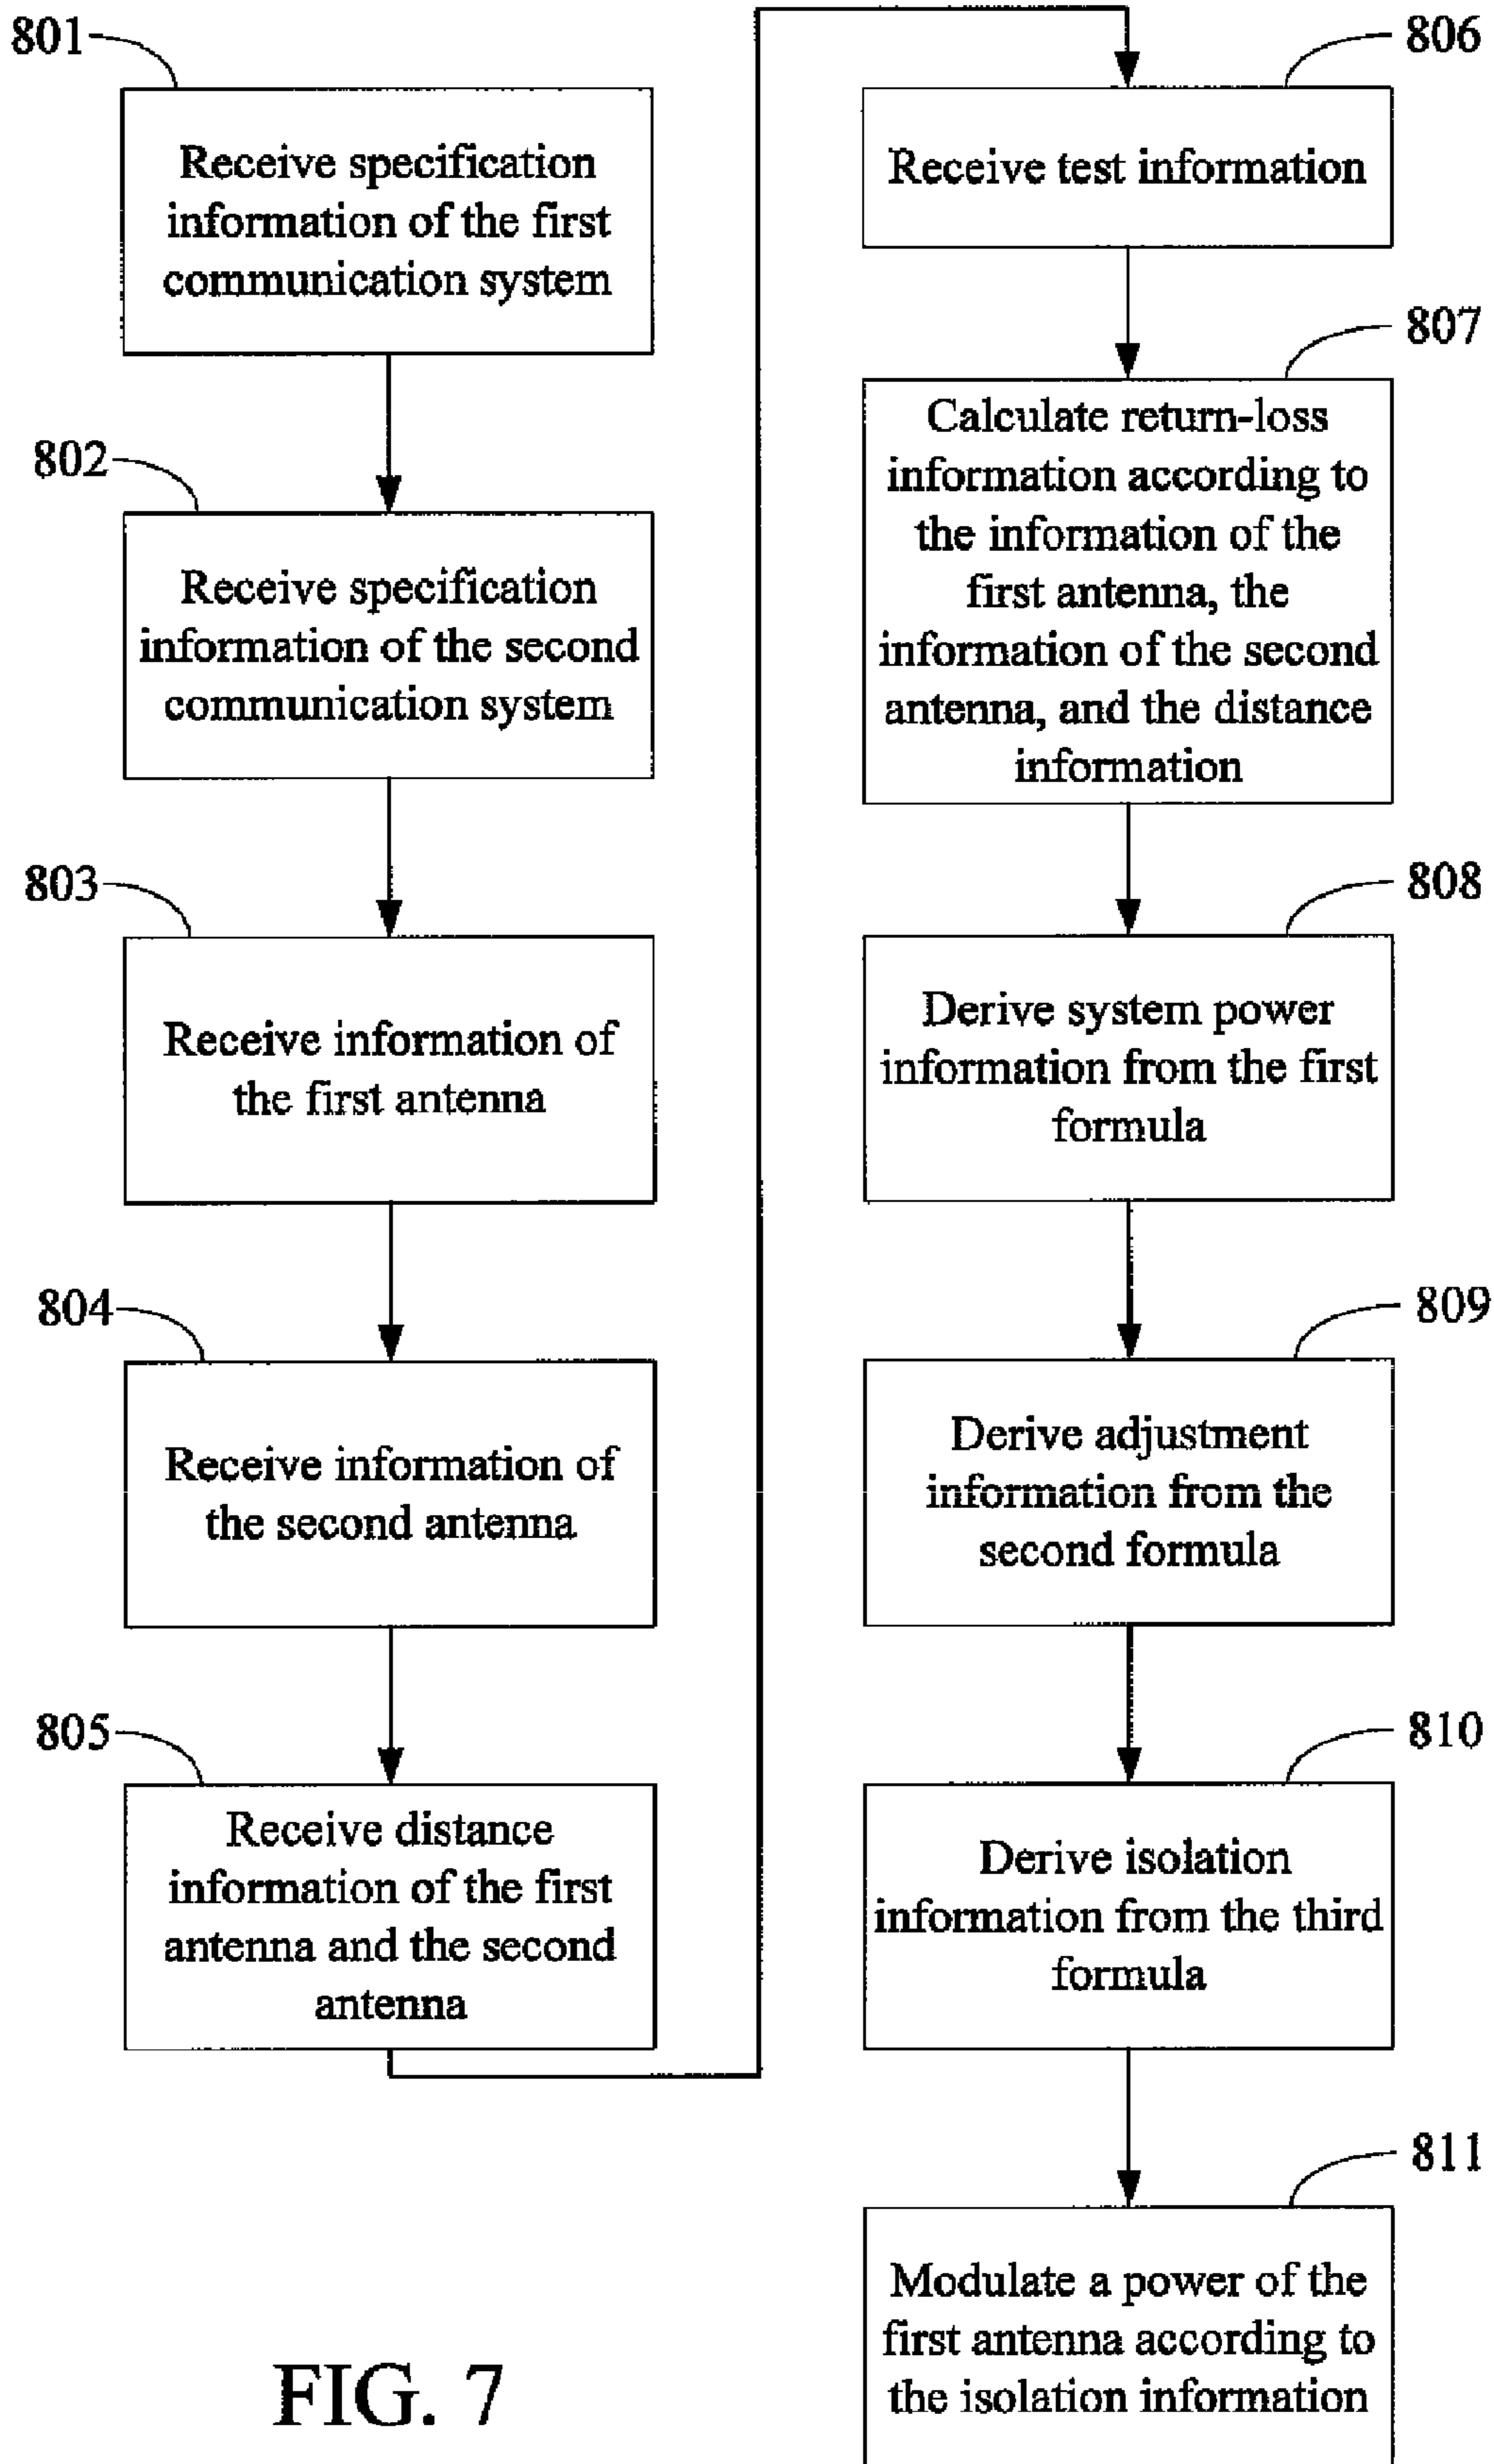 801
Receive specification
information of the first
communication system
802
Receive specification
information of the second
communication system
803
Receive information of
the first antenna
804
Receive information of
the second antenna
805
Receive distance
information of the first
antenna and the second
antenna
806
Receive test information
807
Calculate return-loss
information according to
the information of the
first antenna, the
information of the second
antenna, and the distance
information
808
Derive system power
information from the first
formula
809
Derive adjustment
information from the
second formula
810
Derive isolation
information from the third
formula
811
Modulate a power of the
first antenna according to
the isolation information
FIG. 7